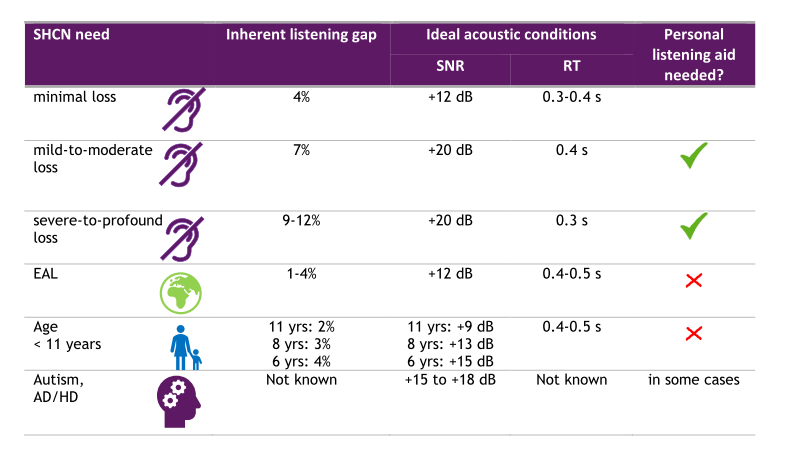 SHCN need Inherent listening gap Ideal acoustic conditions Personal listening aid needed?
SNR RT
minimal loss 4% +12 dB 0.3-0.4 s
mild-to-moderate loss 7% +20 dB 0.4 s
severe-to-profound loss 9-12% +20 dB 0.3 s
EAL 1-4% +12 dB 0.4-0.5 s
Age 11 yrs: 2% 11 yrs: +9 dB 0.4-0.5 s
< 11 years 8 yrs: 3% 8 yrs: +13 dB
6 yrs: 4% 6 yrs: +15 dB
Autism, Not known +15 to +18 dB Not known in some cases
AD/HD